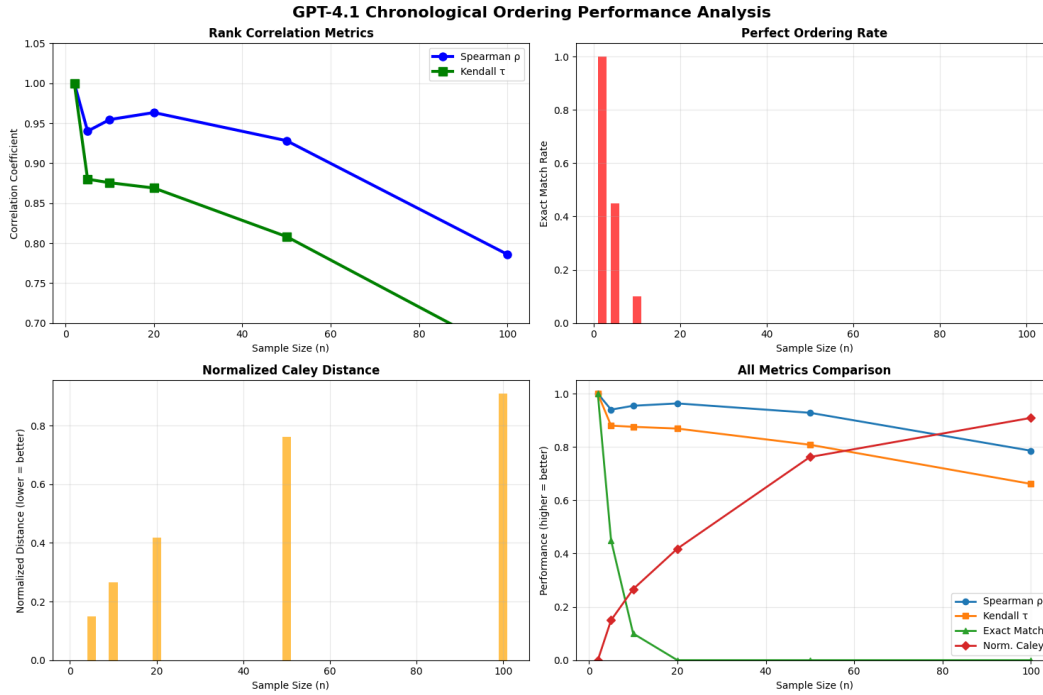 GPT-4.1 Chronological Ordering Performance Analysis
Rank Correlation Metrics
1.05
1.00
0.95
0.90
0.85
0.80
0.75
0.70
Correlation Coefficient
Spearman ρ
Kendall τ
0
20
40
60
80
100
Sample Size (n)
Perfect Ordering Rate
1.0
0.8
0.6
0.4
0.2
0.0
Exact Match Rate
0
20
40
60
80
100
Sample Size (n)
Normalized Caley Distance
0.8
0.6
0.4
0.2
0.0
Normalized Distance (lower = better)
0
20
40
60
80
100
Sample Size (n)
All Metrics Comparison
1.0
0.8
0.6
0.4
0.2
0.0
Performance (higher = better)
Spearman ρ
Kendall τ
Exact Match
Norm. Caley
0
20
40
60
80
100
Sample Size (n)